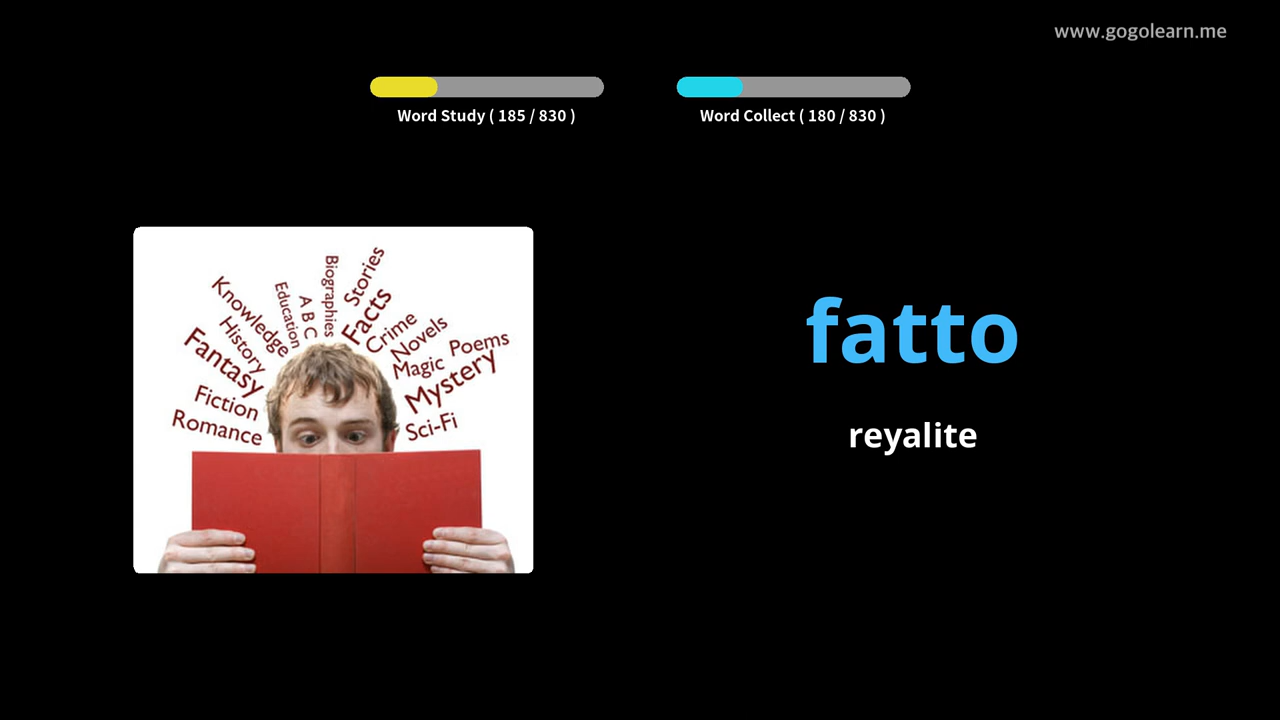 www.gogolearn.me
Word Study ( 185 / 830 )
Word Collect ( 180 / 830 )
Biographies
Stories
Facts
A B C
Education
Knowledge
History
Fantasy
Fiction
Romance
Crime
Novels
Poems
Magic
Mystery
Sci-Fi
fatto
reyalite